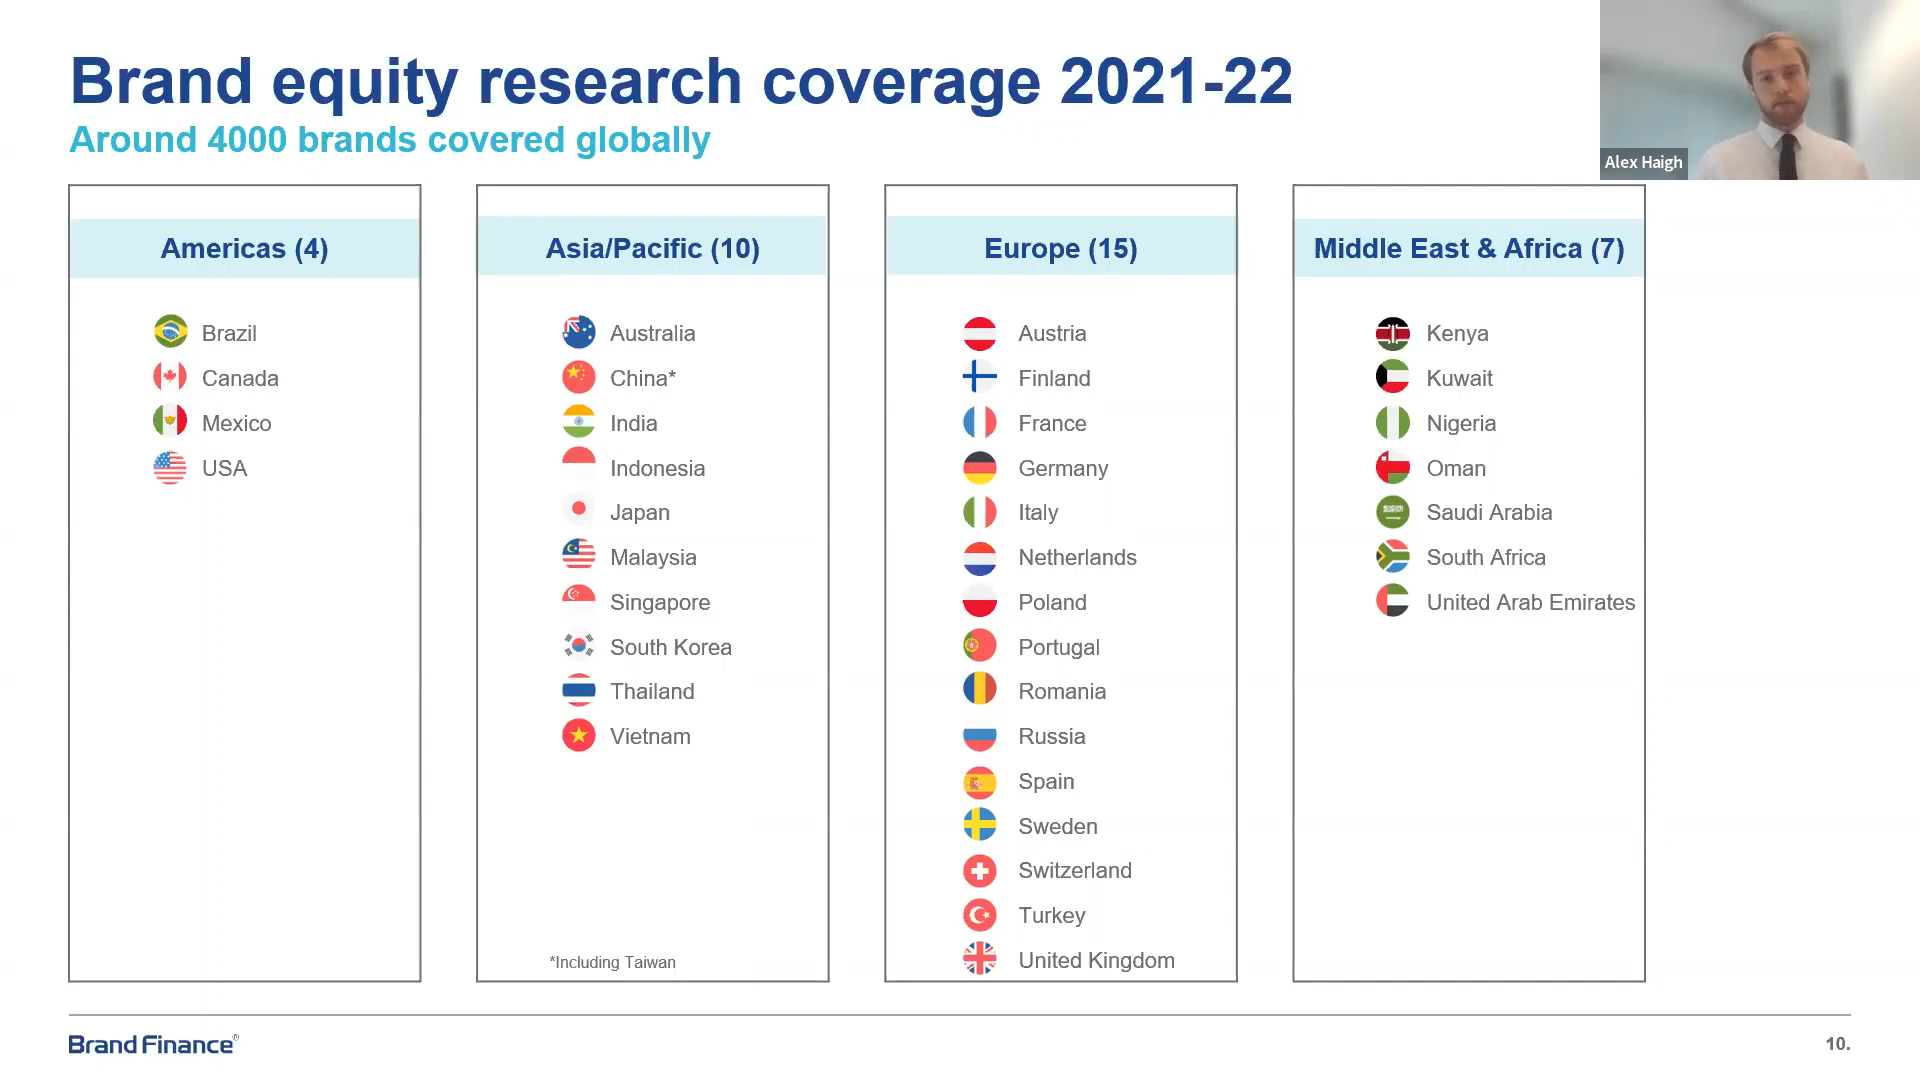 Brand equity research coverage 2021-22
Around 4000 brands covered globally
Alex Haigh
Americas (4)
Brazil
Canada
Mexico
USA
Asia/Pacific (10)
Australia
China*
India
Indonesia
Japan
Malaysia
Singapore
South Korea
Thailand
Vietnam
*Including Taiwan
Europe (15)
Austria
Finland
France
Germany
Italy
Netherlands
Poland
Portugal
Romania
Russia
Spain
Sweden
Switzerland
Turkey
United Kingdom
Middle East & Africa (7)
Kenya
Kuwait
Nigeria
Oman
Saudi Arabia
South Africa
United Arab Emirates
Brand Finance®
10.